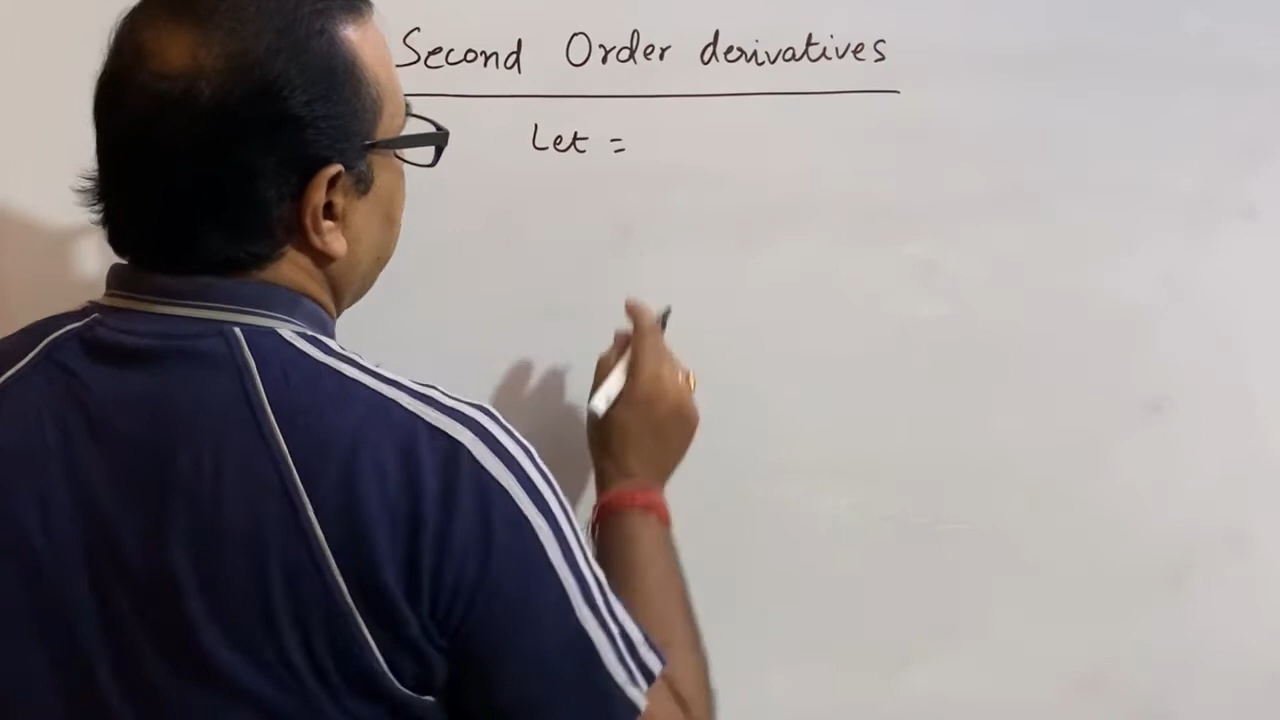 Second Order derivatives
Let =